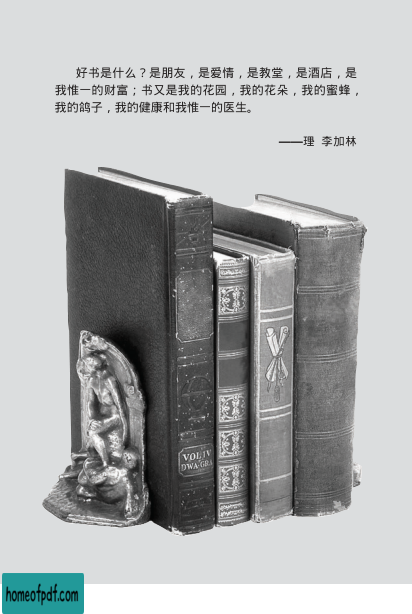 好书是什么？是朋友，是爱情，是教堂，是酒店，是
我惟一的财富；书又是我的花园，我的花朵，我的蜜蜂，
我的鸽子，我的健康和我惟一的医生。
——理 李加林
VOL IV
DWA-GRA
homeofpdf.com